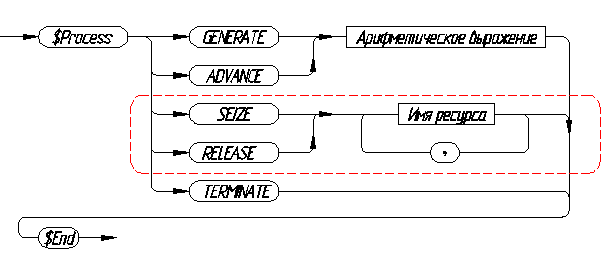 $Process GENERATE Арифметическое выражение
ADVANCE
SEIZE Имя ресурса
RELEASE ,
TERMINATE
$End